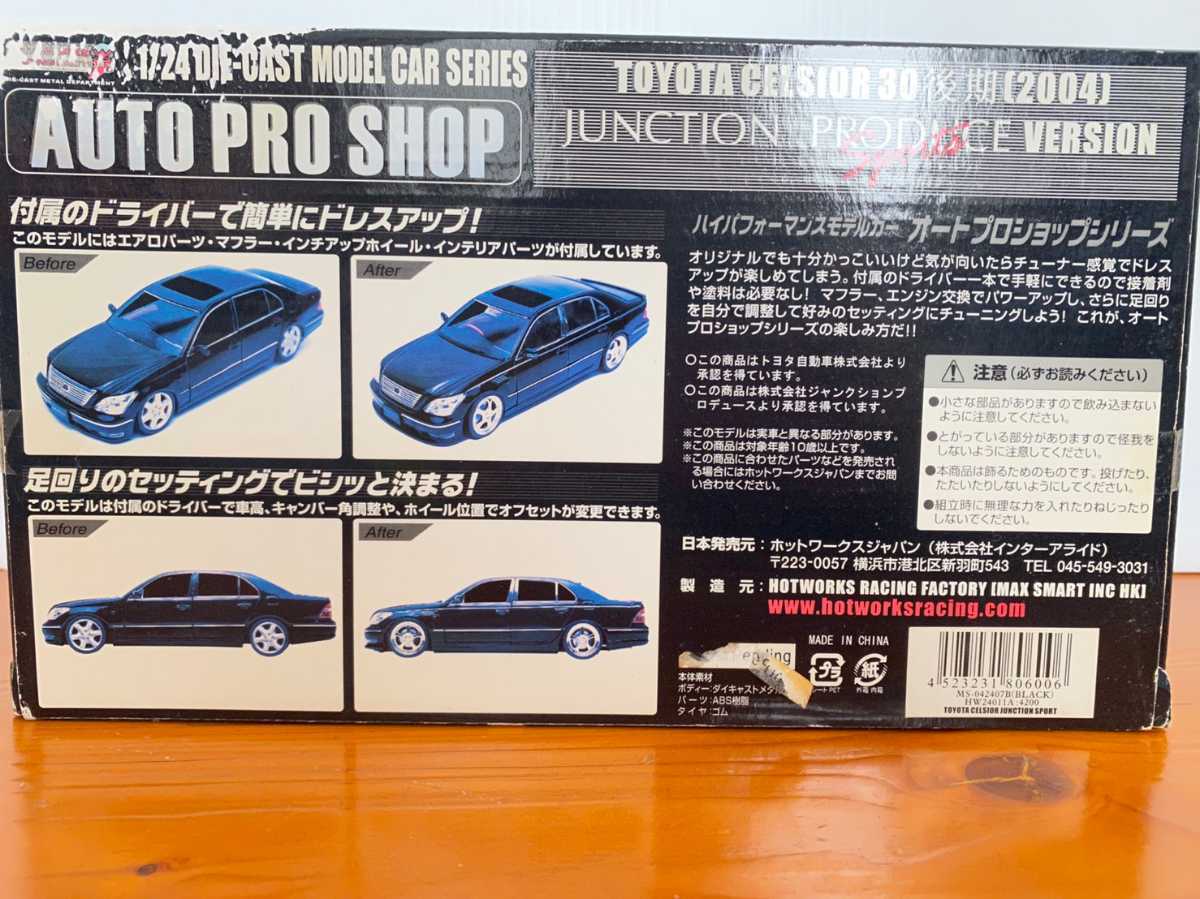 DIE-CAST METAL DEPARTMENT
1/24 DIE-CAST MODEL CAR SERIES
AUTO PRO SHOP
TOYOTA CELSIOR 30後期(2004)
JUNCTION PRODUCE VERSION
Sports
付属のドライバーで簡単にドレスアップ!
このモデルにはエアロパーツ・マフラー・インチアップホイール・インテリアパーツが付属しています。
Before
After
足回りのセッティングでビシッと決まる!
このモデルは付属のドライバーで車高、キャンバー角調整や、ホイール位置でオフセットが変更できます。
Before
After
ハイパフォーマンスモデルカー オートプロショップシリーズ
オリジナルでも十分かっこいいけど気が向いたらチューナー感覚でドレス
アップが楽しめてしまう。付属のドライバー一本で手軽にできるので接着剤
や塗料は必要なし! マフラー、エンジン交換でパワーアップし、さらに足回り
を自分で調整して好みのセッティングにチューニングしよう! これが、オート
プロショップシリーズの楽しみ方だ!!
○この商品はトヨタ自動車株式会社より
承認を得ています。
○この商品は株式会社ジャンクションプ
ロデュースより承認を得ています。
※このモデルは実車と異なる部分があります。
※この商品は対象年齢10歳以上です。
※この商品に合わせたパーツなどを発売され
る場合にはホットワークスジャパンまでお問
い合わせください。
注意(必ずお読みください)
●小さな部品がありますので飲み込まない
ように注意してください。
●とがっている部分がありますので怪我を
しないように注意してください。
●本商品は飾るためのものです。投げたり、
たたいたりしないようにしてください。
●組立時に無理な力を入れたりねじったり
しないでください。
日本発売元:ホットワークスジャパン(株式会社インターアライド)
〒223-0057 横浜市港北区新羽町543 TEL 045-549-3031
製造元:HOTWORKS RACING FACTORY [MAX SMART INC HK]
www.hotworksracing.com
MADE IN CHINA
プラ
紙
外箱 内箱
本体素材
ボディー:ダイキャストメタル
パーツ:ABS樹脂
タイヤ:ゴム
4 523231 806006
MS-042407B(BLACK)
HW24011A:4200
TOYOTA CELSIOR JUNCTION SPORT